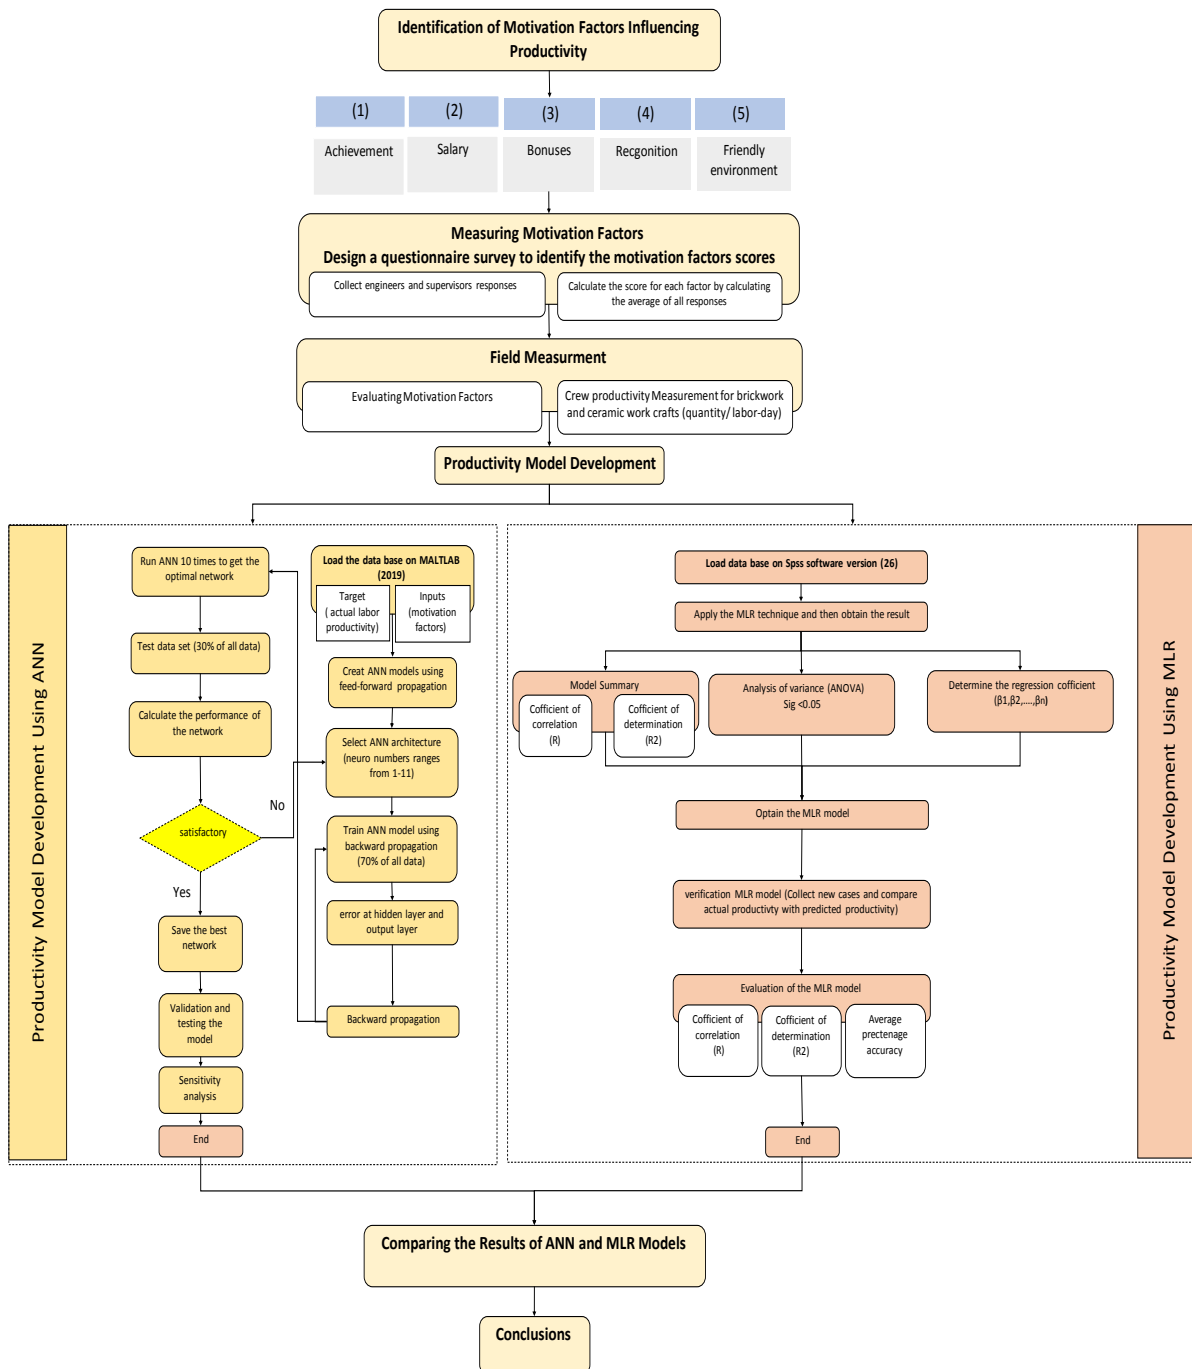 Identification of Motivation Factors Influencing
Productivity
(1)
(2)
(3)
(4)
(5)
Achievement
Salary
Bonuses
Recgonition
Friendly
environment
Measuring Motivation Factors
Design a questionnaire survey to identify the motivation factors scores
Collect engineers and supervisors responses
Calculate the score for each factor by calculating
the average of all responses
Field Measurment
Evaluating Motivation Factors
Crew productivity Measurement for brickwork
and ceramic work crafts (quantity/ labor-day)
Productivity Model Development
Productivity Model Development Using ANN
Run ANN 10 times to get the
optimal network
Test data set (30% of all data)
Calculate the performance of
the network
satisfactory
No
Yes
Save the best
network
Validation and
testing the
model
Sensitivity
analysis
End
Load the data base on MALTLAB
(2019)
Target
( actual labor
productivity)
Inputs
(motivation
factors)
Creat ANN models using
feed-forward propagation
Select ANN architecture
(neuro numbers ranges
from 1-11)
Train ANN model using
backward propagation
(70% of all data)
error at hidden layer and
output layer
Backward propagation
Load data base on Spss software version (26)
Apply the MLR technique and then obtain the result
Model Summary
Cofficient of
correlation
(R)
Cofficient of
determination
(R2)
Analysis of variance (ANOVA)
Sig <0.05
Determine the regression cofficient
(β1,β2,....,βn)
Optain the MLR model
verification MLR model (Collect new cases and compare
actual productivty with predicted productivity)
Evaluation of the MLR model
Cofficient of
correlation
(R)
Cofficient of
determination
(R2)
Average
prectenage
accuracy
End
Productivity Model Development Using MLR
Comparing the Results of ANN and MLR Models
Conclusions